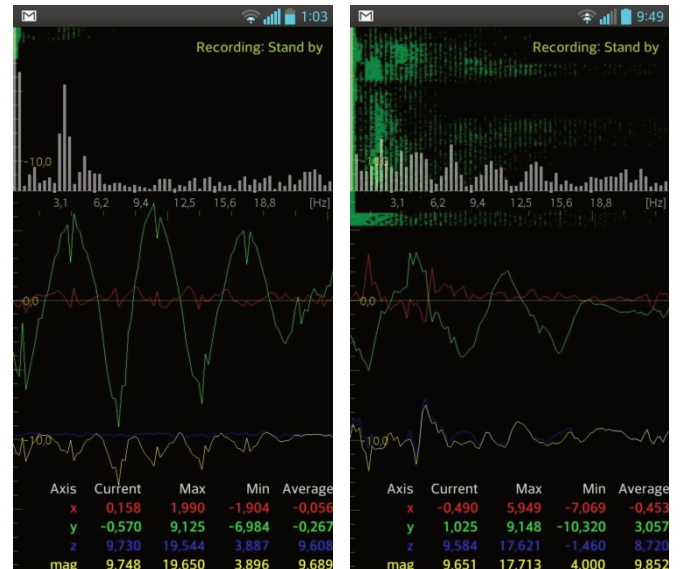 1:03
Recording: Stand by
-10,0
3,1 6,2 9,4 12,5 15,6 18,8 [Hz]
0,0
-10,0
Axis Current Max Min Average
x 0,158 1,990 -1,904 -0,056
y -0,570 9,125 -6,984 -0,267
z 9,730 19,544 3,887 9,608
mag 9,748 19,650 3,896 9,689
9:49
Recording: Stand by
3,1 6,2 9,4 12,5 15,6 18,8 [Hz]
0,0
-10,0
Axis Current Max Min Average
x -0,490 5,949 -7,069 -0,453
y 1,025 9,148 -10,320 3,057
z 9,584 17,621 -1,460 8,720
mag 9,651 17,713 4,000 9,852